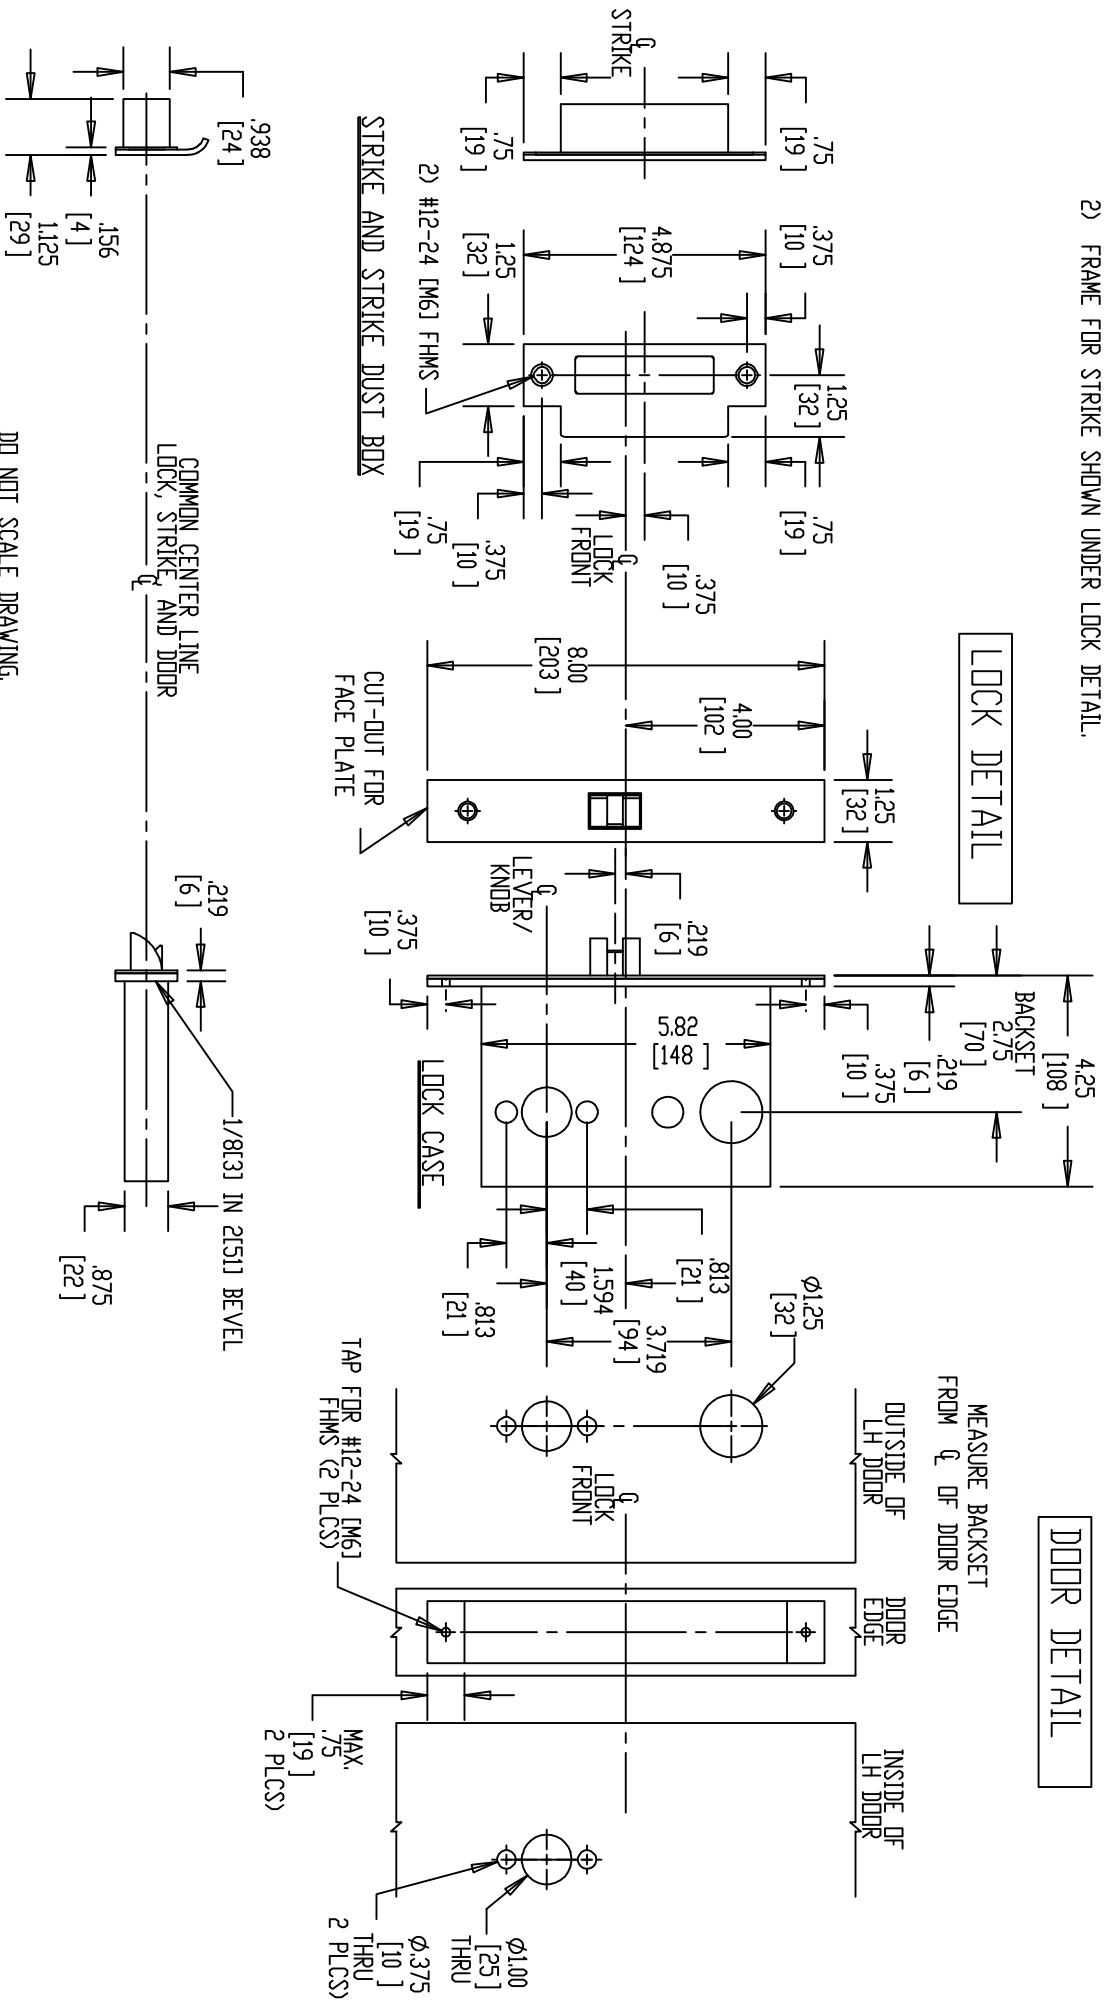 2) FRAME FOR STRIKE SHOWN UNDER LOCK DETAIL.
LOCK DETAIL
DOOR DETAIL
℄
STRIKE
.75
[19 ]
.75
[19 ]
STRIKE AND STRIKE DUST BOX
2) #12-24 [M6] FHMS
.375
[10 ]
4.875
[124 ]
1.25
[32 ]
1.25
[32 ]
.75
[19 ]
.375
[10 ]
℄
LOCK
FRONT
.375
[10 ]
.75
[19 ]
8.00
[203 ]
4.00
[102 ]
1.25
[32 ]
CUT-OUT FOR
FACE PLATE
℄
LEVER/
KNOB
.219
[6 ]
.375
[10 ]
4.25
[108 ]
BACKSET
2.75
[70 ]
.219
[6 ]
.375
[10 ]
5.82
[148 ]
LOCK CASE
.813
[21 ]
1.594
[40 ]
.813
[21 ]
3.719
[94 ]
Ø1.25
[32 ]
MEASURE BACKSET
FROM ℄ OF DOOR EDGE
OUTSIDE OF
LH DOOR
℄
LOCK
FRONT
DOOR
EDGE
TAP FOR #12-24 [M6]
FHMS (2 PLCS)
MAX.
.75
[19 ]
2 PLCS)
INSIDE OF
LH DOOR
Ø1.00
[25 ]
THRU
Ø.375
[10 ]
THRU
2 PLCS)
.938
[24 ]
.156
[4 ]
1.125
[29 ]
COMMON CENTER LINE
LOCK, STRIKE, AND DOOR
℄
.219
[6 ]
1/8[3] IN 2[51] BEVEL
.875
[22 ]
DO NOT SCALE DRAWING.